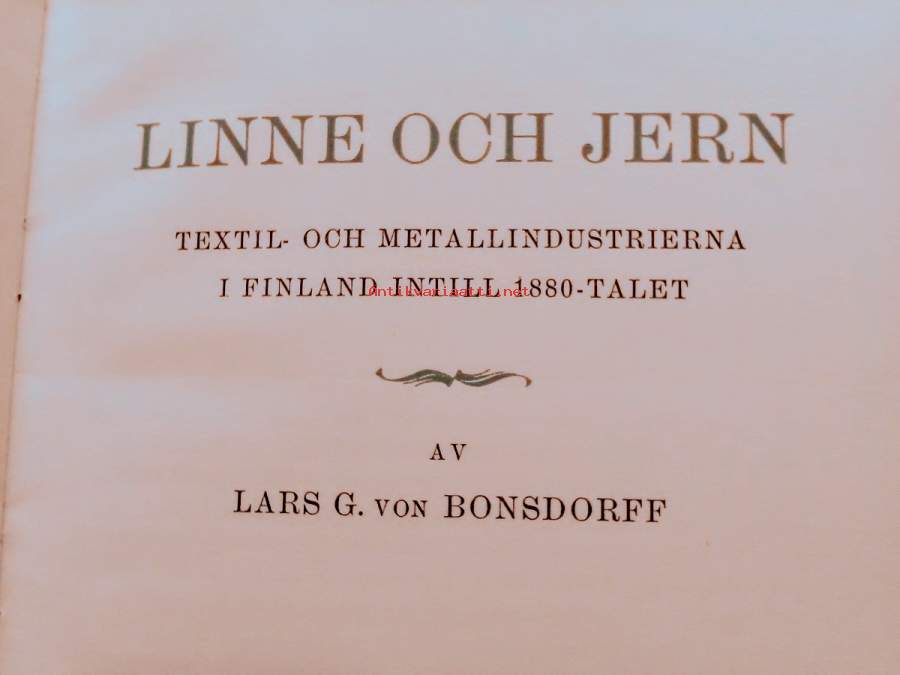 LINNE OCH JERN
TEXTIL- OCH METALLINDUSTRIERNA
I FINLAND INTILL 1880-TALET
Antikvariaatti.net
AV
LARS G. VON BONSDORFF